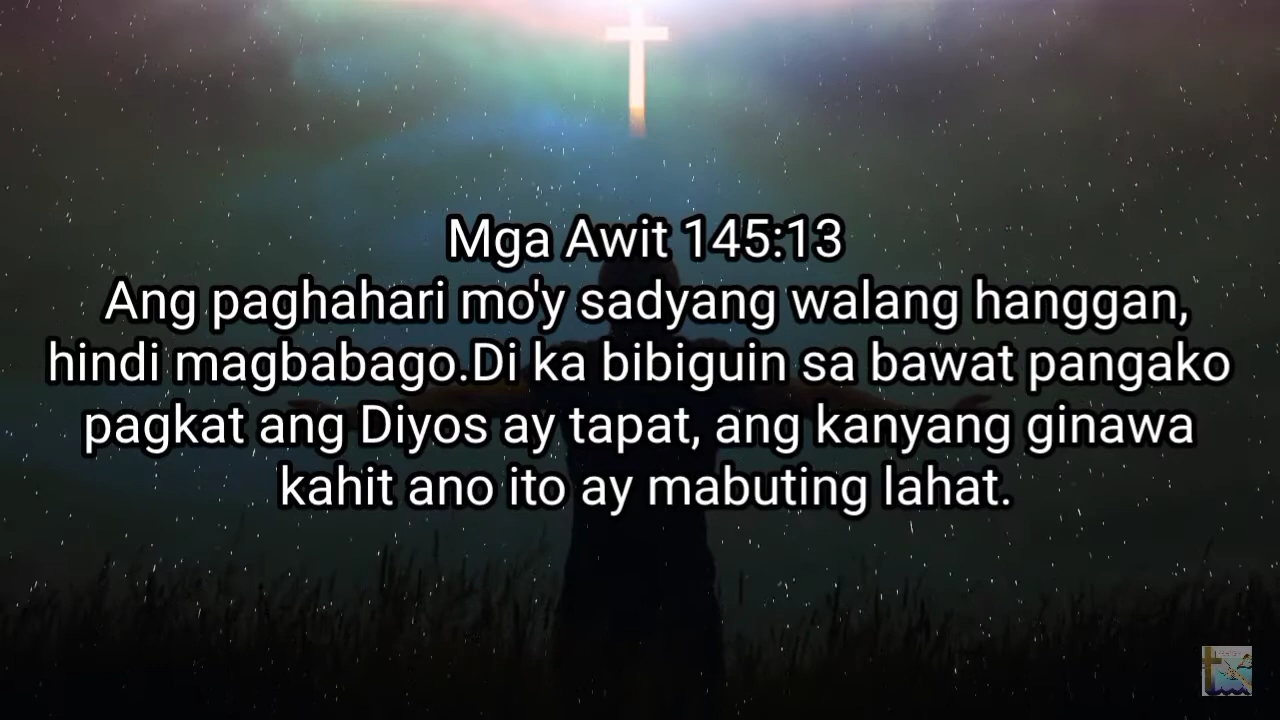 Mga Awit 145:13
Ang paghahari mo'y sadyang walang hanggan,
hindi magbabago.Di ka bibiguin sa bawat pangako
pagkat ang Diyos ay tapat, ang kanyang ginawa
kahit ano ito ay mabuting lahat.